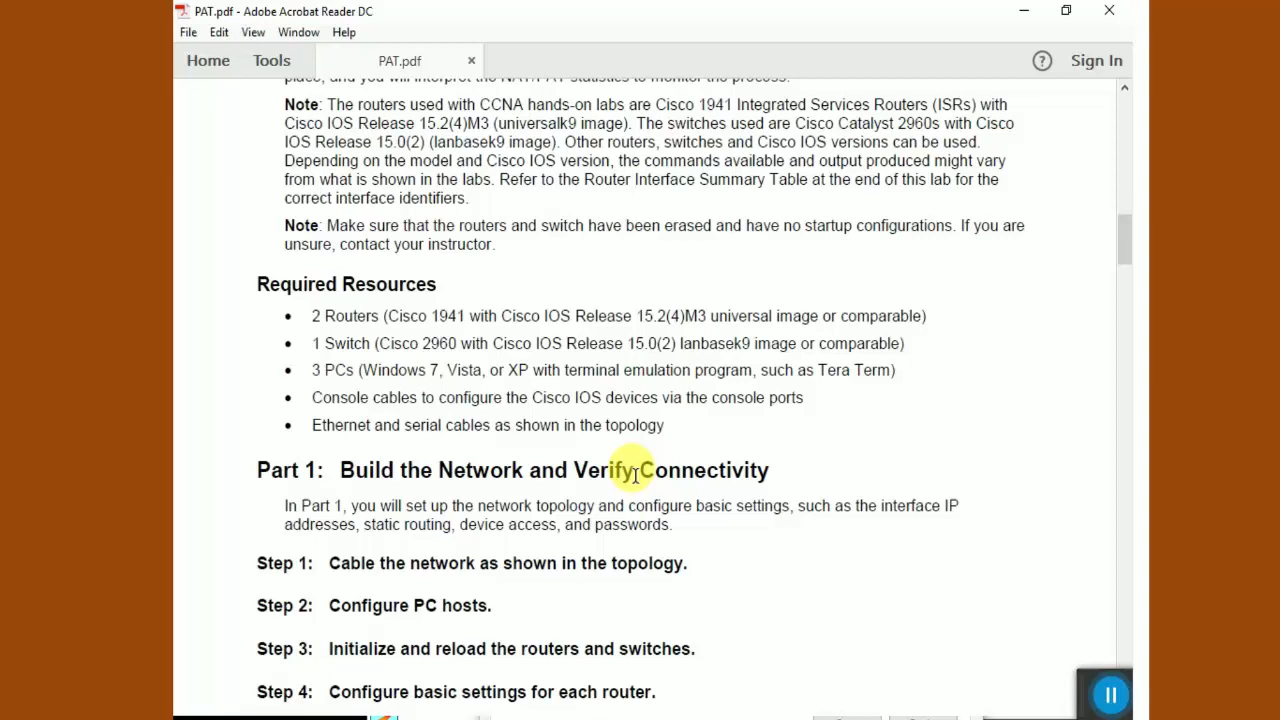 PAT.pdf - Adobe Acrobat Reader DC
File Edit View Window Help
Home Tools PAT.pdf × ? Sign In
and you will interpret the NAT/PAT statistics to monitor the process.
Note: The routers used with CCNA hands-on labs are Cisco 1941 Integrated Services Routers (ISRs) with
Cisco IOS Release 15.2(4)M3 (universalk9 image). The switches used are Cisco Catalyst 2960s with Cisco
IOS Release 15.0(2) (lanbasek9 image). Other routers, switches and Cisco IOS versions can be used.
Depending on the model and Cisco IOS version, the commands available and output produced might vary
from what is shown in the labs. Refer to the Router Interface Summary Table at the end of this lab for the
correct interface identifiers.
Note: Make sure that the routers and switch have been erased and have no startup configurations. If you are
unsure, contact your instructor.
Required Resources
• 2 Routers (Cisco 1941 with Cisco IOS Release 15.2(4)M3 universal image or comparable)
• 1 Switch (Cisco 2960 with Cisco IOS Release 15.0(2) lanbasek9 image or comparable)
• 3 PCs (Windows 7, Vista, or XP with terminal emulation program, such as Tera Term)
• Console cables to configure the Cisco IOS devices via the console ports
• Ethernet and serial cables as shown in the topology
Part 1: Build the Network and Verify Connectivity
In Part 1, you will set up the network topology and configure basic settings, such as the interface IP
addresses, static routing, device access, and passwords.
Step 1: Cable the network as shown in the topology.
Step 2: Configure PC hosts.
Step 3: Initialize and reload the routers and switches.
Step 4: Configure basic settings for each router.